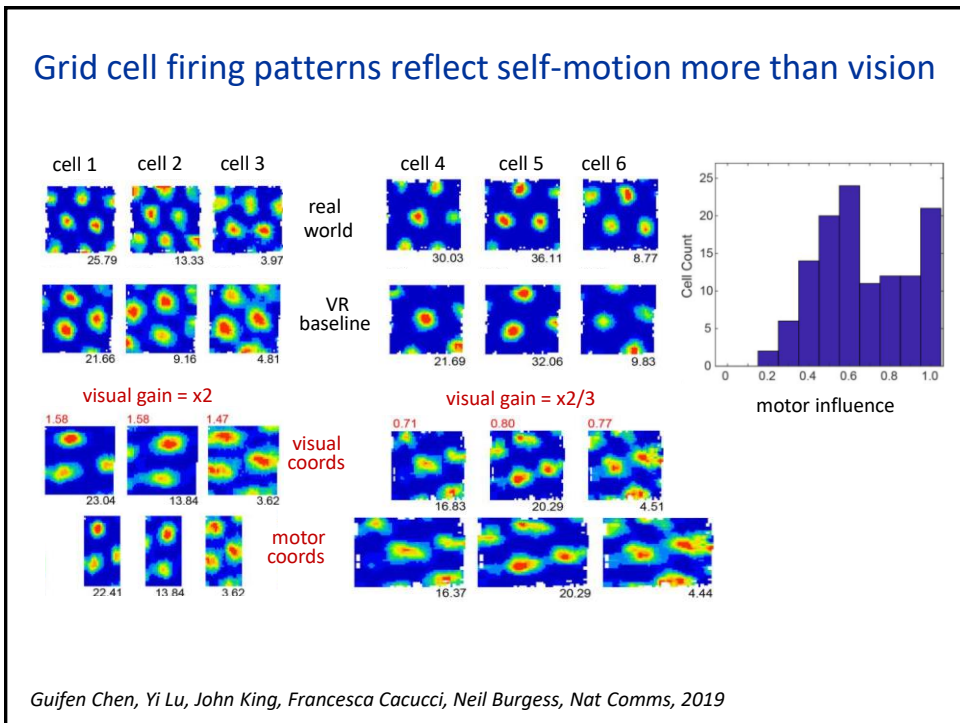 Grid cell firing patterns reflect self-motion more than vision
cell 1 cell 2 cell 3
cell 4 cell 5 cell 6
real
world
25.79 13.33 3.97
30.03 36.11 8.77
VR
baseline
21.66 9.16 4.81
21.69 32.06 9.83
visual gain = x2
visual gain = x2/3
1.58 1.58 1.47
0.71 0.80 0.77
visual
coords
23.04 13.84 3.62
16.83 20.29 4.51
motor
coords
22.41 13.84 3.62
16.37 20.29 4.44
25
20
15
10
5
0
Cell Count
0 0.2 0.4 0.6 0.8 1.0
motor influence
Guifen Chen, Yi Lu, John King, Francesca Cacucci, Neil Burgess, Nat Comms, 2019